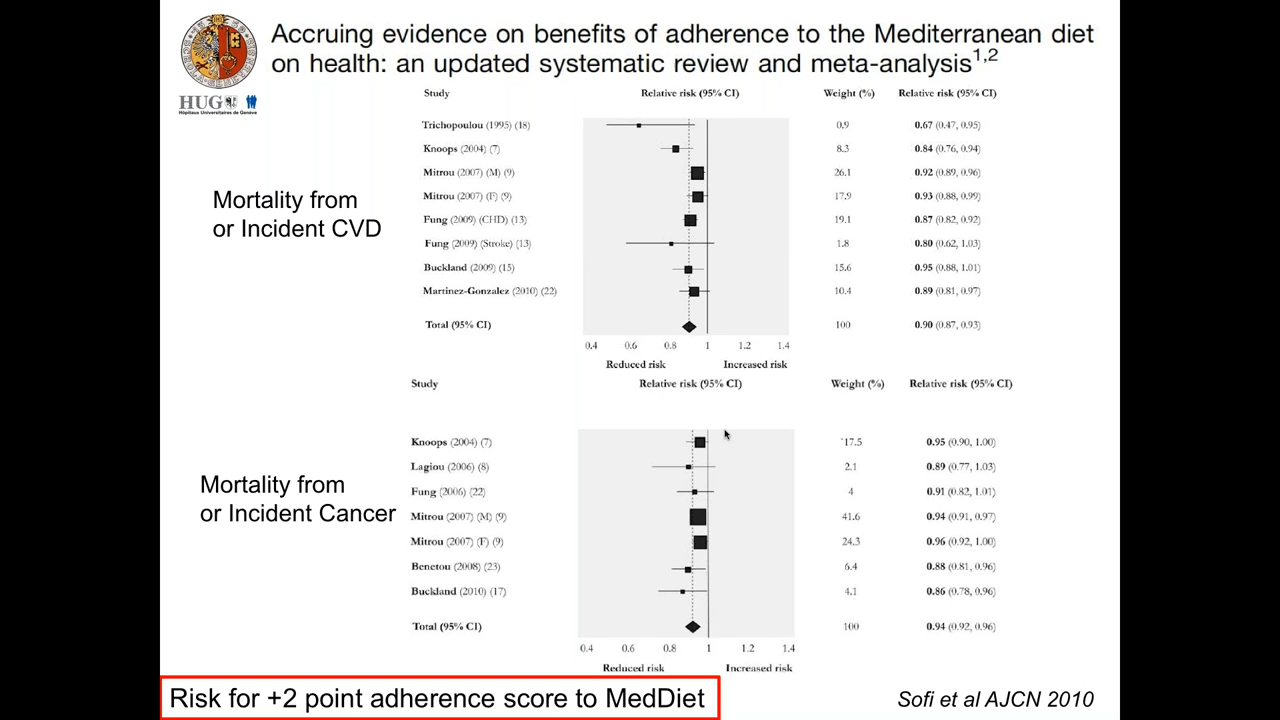 Accruing evidence on benefits of adherence to the Mediterranean diet
on health: an updated systematic review and meta-analysis1,2
HUG
Hôpitaux Universitaires de Genève
Study Relative risk (95% CI) Weight (%) Relative risk (95% CI)
Trichopoulou (1995) (18) 0.9 0.67 (0.47, 0.95)
Knoops (2004) (7) 8.3 0.84 (0.76, 0.94)
Mitrou (2007) (M) (9) 26.1 0.92 (0.89, 0.96)
Mitrou (2007) (F) (9) 17.9 0.93 (0.88, 0.99)
Fung (2009) (CHD) (13) 19.1 0.87 (0.82, 0.92)
Fung (2009) (Stroke) (13) 1.8 0.80 (0.62, 1.03)
Buckland (2009) (15) 15.6 0.95 (0.88, 1.01)
Martinez-Gonzalez (2010) (22) 10.4 0.89 (0.81, 0.97)
Total (95% CI) 100 0.90 (0.87, 0.93)
0.4 0.6 0.8 1 1.2 1.4
Reduced risk Increased risk
Mortality from
or Incident CVD
Study Relative risk (95% CI) Weight (%) Relative risk (95% CI)
Knoops (2004) (7) 17.5 0.95 (0.90, 1.00)
Lagiou (2006) (8) 2.1 0.89 (0.77, 1.03)
Fung (2006) (22) 4 0.91 (0.82, 1.01)
Mitrou (2007) (M) (9) 41.6 0.94 (0.91, 0.97)
Mitrou (2007) (F) (9) 24.3 0.96 (0.92, 1.00)
Benetou (2008) (23) 6.4 0.88 (0.81, 0.96)
Buckland (2010) (17) 4.1 0.86 (0.78, 0.96)
Total (95% CI) 100 0.94 (0.92, 0.96)
0.4 0.6 0.8 1 1.2 1.4
Reduced risk Increased risk
Mortality from
or Incident Cancer
Risk for +2 point adherence score to MedDiet
Sofi et al AJCN 2010